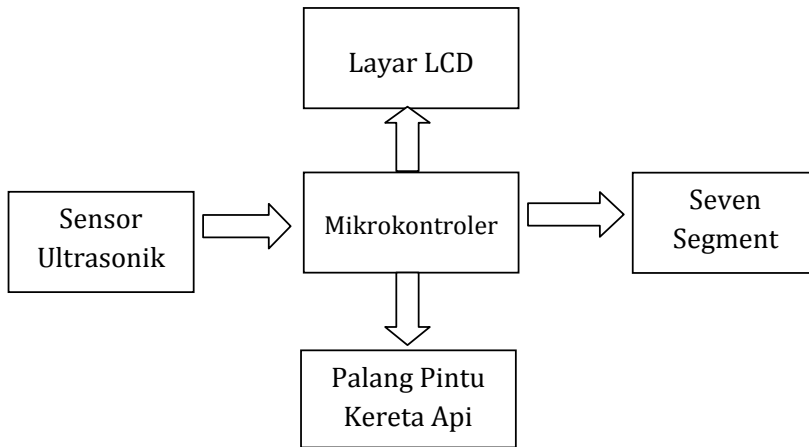 Layar LCD
Sensor
Ultrasonik
Mikrokontroler
Seven
Segment
Palang Pintu
Kereta Api